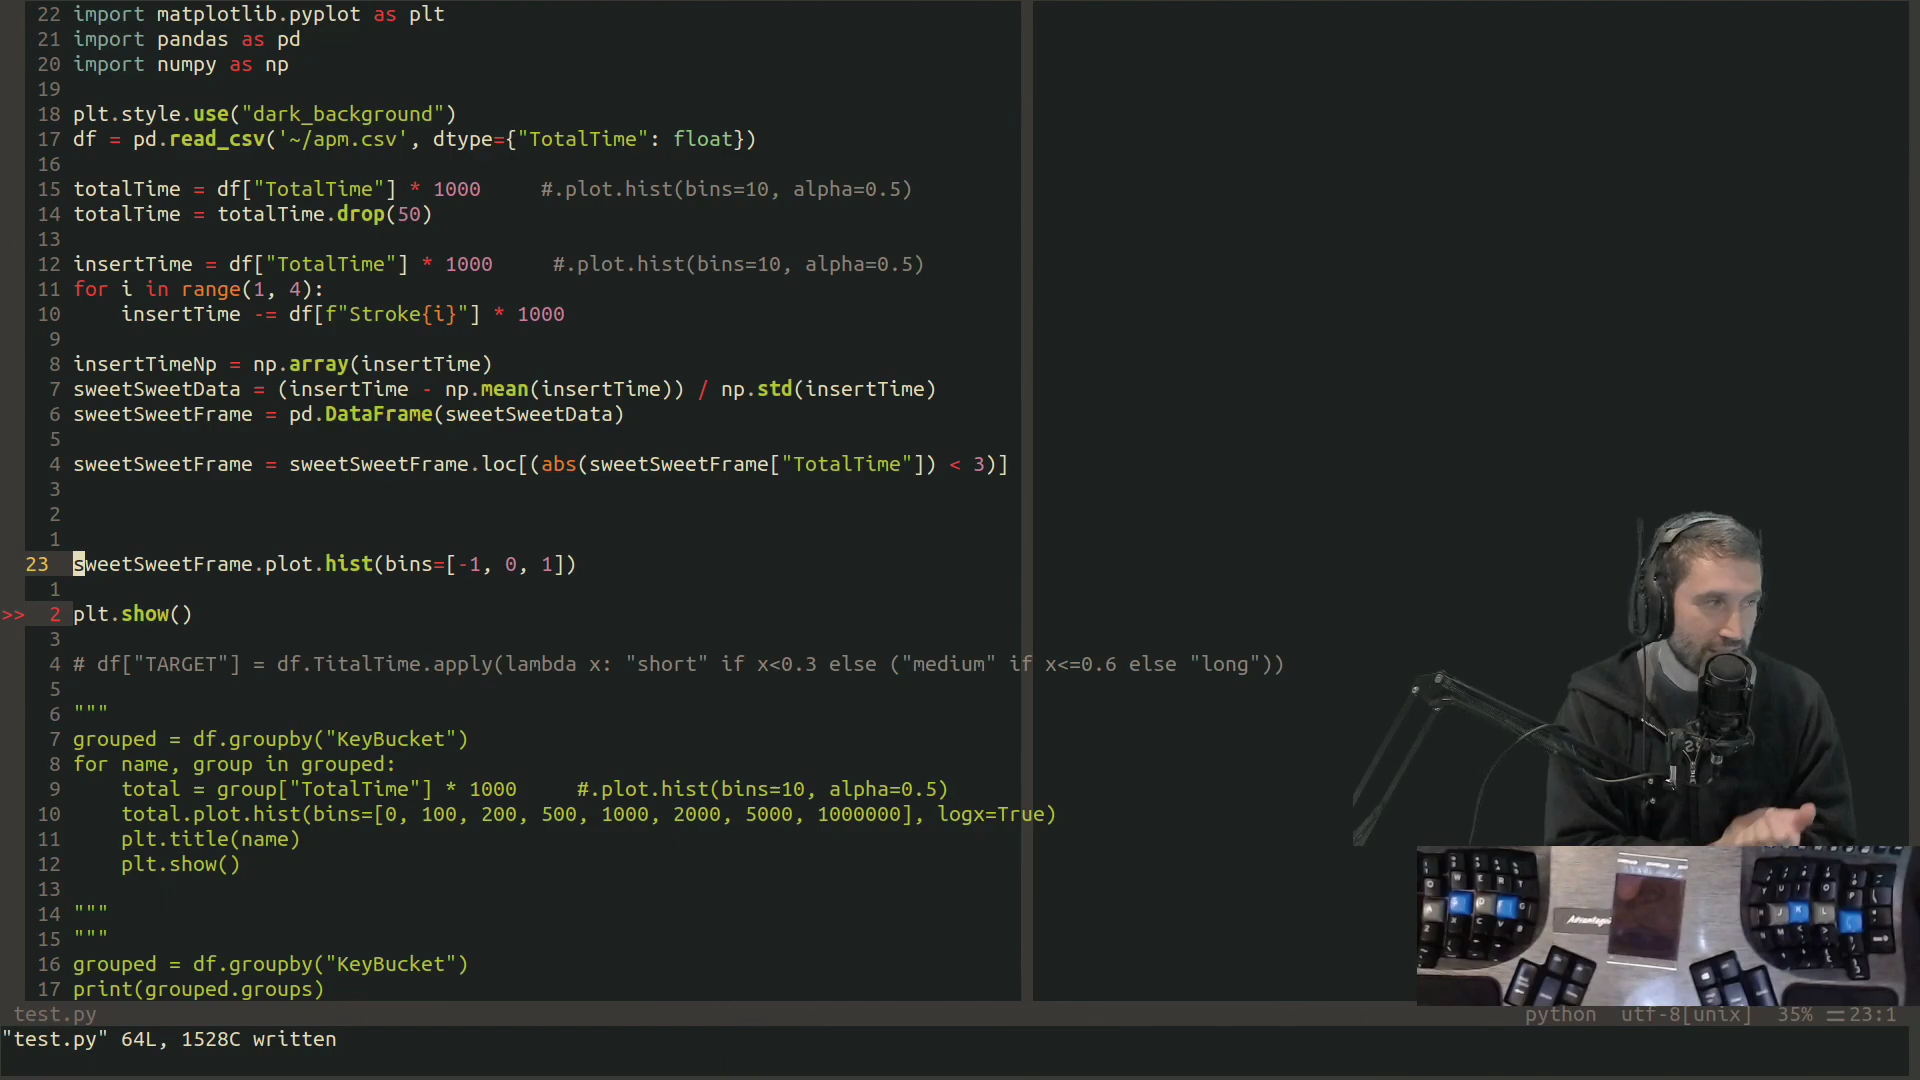 22 import matplotlib.pyplot as plt
21 import pandas as pd
20 import numpy as np
19
18 plt.style.use("dark_background")
17 df = pd.read_csv('~/apm.csv', dtype={"TotalTime": float})
16
15 totalTime = df["TotalTime"] * 1000     #.plot.hist(bins=10, alpha=0.5)
14 totalTime = totalTime.drop(50)
13
12 insertTime = df["TotalTime"] * 1000     #.plot.hist(bins=10, alpha=0.5)
11 for i in range(1, 4):
10     insertTime -= df[f"Stroke{i}"] * 1000
9
8 insertTimeNp = np.array(insertTime)
7 sweetSweetData = (insertTime - np.mean(insertTime)) / np.std(insertTime)
6 sweetSweetFrame = pd.DataFrame(sweetSweetData)
5
4 sweetSweetFrame = sweetSweetFrame.loc[(abs(sweetSweetFrame["TotalTime"]) < 3)]
3
2
1
23 sweetSweetFrame.plot.hist(bins=[-1, 0, 1])
1
>> 2 plt.show()
3
4 # df["TARGET"] = df.TitalTime.apply(lambda x: "short" if x<0.3 else ("medium" if x<=0.6 else "long"))
5
6 """
7 grouped = df.groupby("KeyBucket")
8 for name, group in grouped:
9     total = group["TotalTime"] * 1000     #.plot.hist(bins=10, alpha=0.5)
10     total.plot.hist(bins=[0, 100, 200, 500, 1000, 2000, 5000, 1000000], logx=True)
11     plt.title(name)
12     plt.show()
13
14 """
15 """
16 grouped = df.groupby("KeyBucket")
17 print(grouped.groups)
test.py python utf-8[unix] 35% 23:1
"test.py" 64L, 1528C written